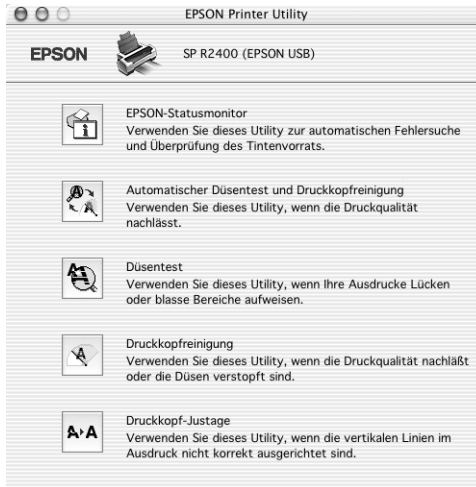 EPSON Printer Utility
EPSON
SP R2400 (EPSON USB)
EPSON-Statusmonitor
Verwenden Sie dieses Utility zur automatischen Fehlersuche
und Überprüfung des Tintenvorrats.
Automatischer Düsentest und Druckkopfreinigung
Verwenden Sie dieses Utility, wenn die Druckqualität
nachlässt.
Düsentest
Verwenden Sie dieses Utility, wenn Ihre Ausdrucke Lücken
oder blasse Bereiche aufweisen.
Druckkopfreinigung
Verwenden Sie dieses Utility, wenn die Druckqualität nachläßt
oder die Düsen verstopft sind.
Druckkopf-Justage
Verwenden Sie dieses Utility, wenn die vertikalen Linien im
Ausdruck nicht korrekt ausgerichtet sind.